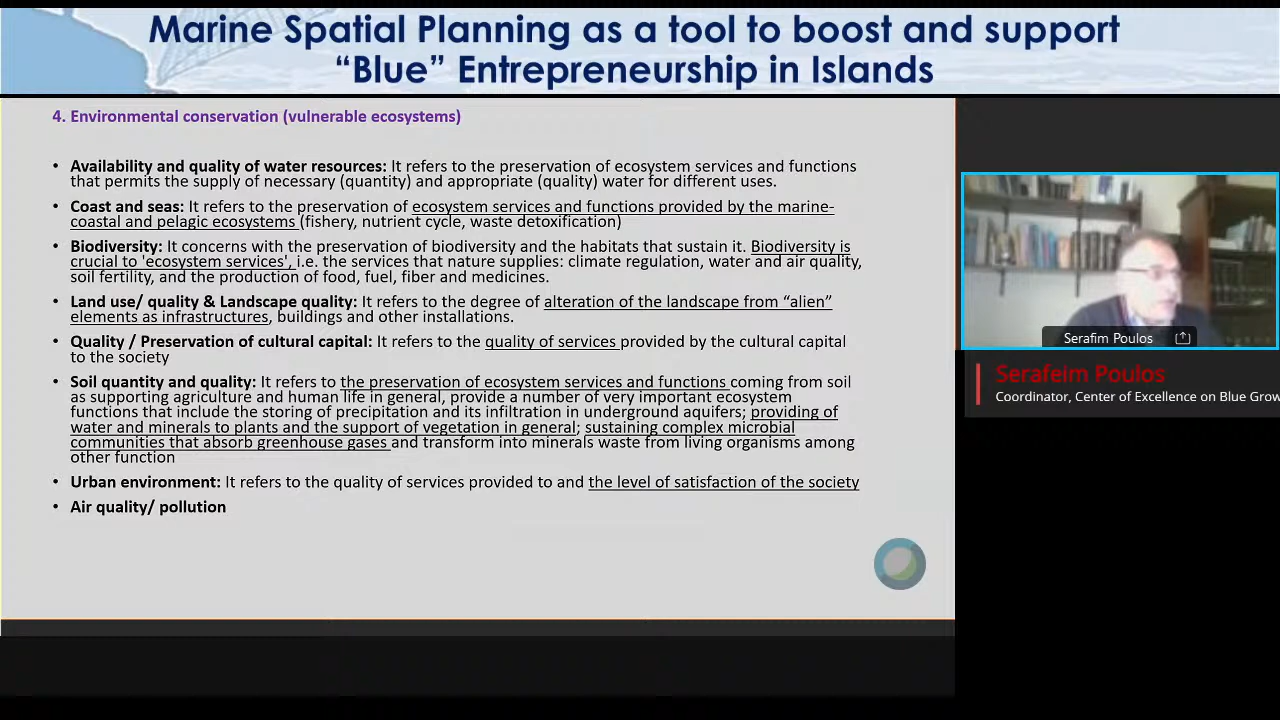 Marine Spatial Planning as a tool to boost and support
“Blue” Entrepreneurship in Islands
4. Environmental conservation (vulnerable ecosystems)
• Availability and quality of water resources: It refers to the preservation of ecosystem services and functions
that permits the supply of necessary (quantity) and appropriate (quality) water for different uses.
• Coast and seas: It refers to the preservation of ecosystem services and functions provided by the marine-
coastal and pelagic ecosystems (fishery, nutrient cycle, waste detoxification)
• Biodiversity: It concerns with the preservation of biodiversity and the habitats that sustain it. Biodiversity is
crucial to 'ecosystem services', i.e. the services that nature supplies: climate regulation, water and air quality,
soil fertility, and the production of food, fuel, fiber and medicines.
• Land use/ quality & Landscape quality: It refers to the degree of alteration of the landscape from “alien”
elements as infrastructures, buildings and other installations.
• Quality / Preservation of cultural capital: It refers to the quality of services provided by the cultural capital
to the society
• Soil quantity and quality: It refers to the preservation of ecosystem services and functions coming from soil
as supporting agriculture and human life in general, provide a number of very important ecosystem
functions that include the storing of precipitation and its infiltration in underground aquifers; providing of
water and minerals to plants and the support of vegetation in general; sustaining complex microbial
communities that absorb greenhouse gases and transform into minerals waste from living organisms among
other function
• Urban environment: It refers to the quality of services provided to and the level of satisfaction of the society
• Air quality/ pollution
Serafim Poulos
Serafeim Poulos
Coordinator, Center of Excellence on Blue Grow